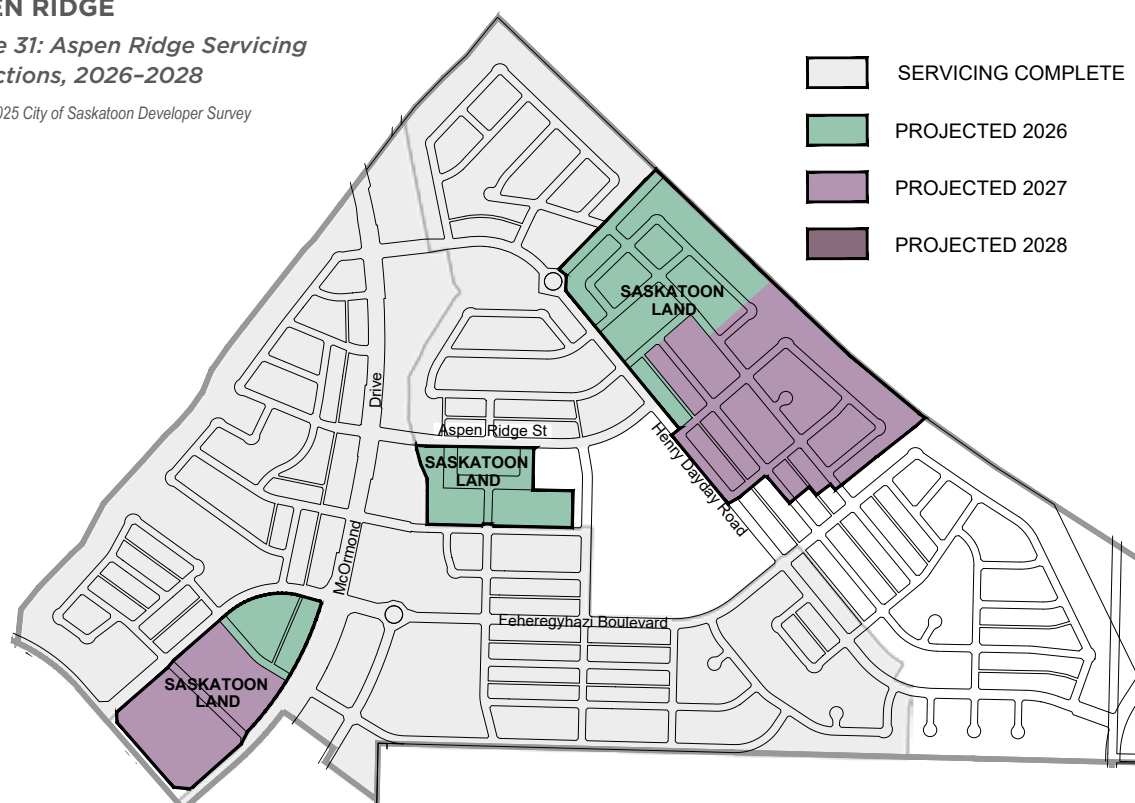 EN RIDGE
e 31: Aspen Ridge Servicing
ctions, 2026–2028
025 City of Saskatoon Developer Survey
SERVICING COMPLETE
PROJECTED 2026
PROJECTED 2027
PROJECTED 2028
SASKATOON
LAND
Drive
Aspen Ridge St
SASKATOON
LAND
Henry Dayday Road
McOrmond
Feheregyhazi Boulevard
SASKATOON
LAND